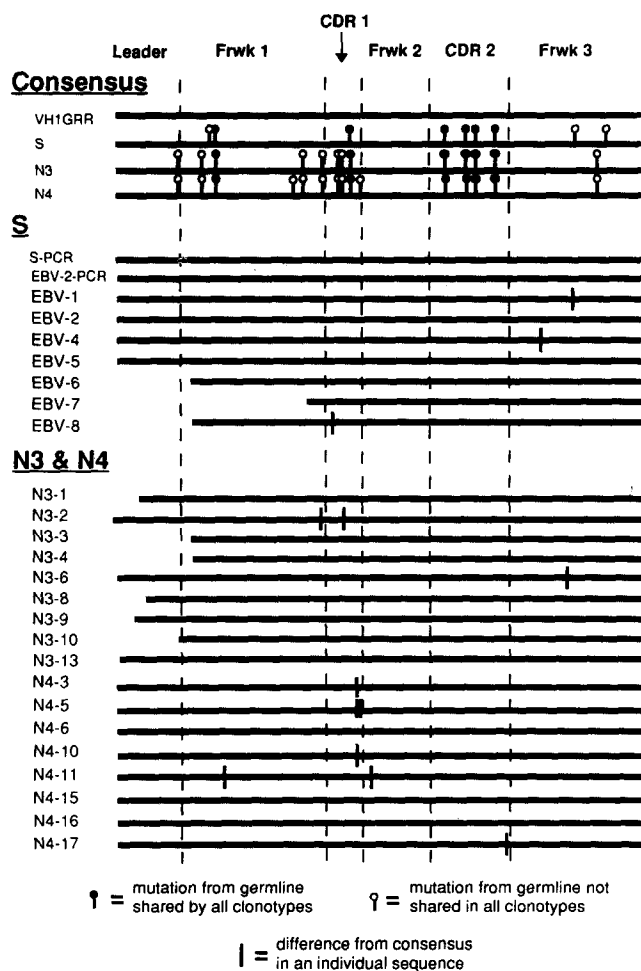 CDR 1
Leader Frwk 1 Frwk 2 CDR 2 Frwk 3
Consensus
VH1GRR
S
N3
N4
S
S-PCR
EBV-2-PCR
EBV-1
EBV-2
EBV-4
EBV-5
EBV-6
EBV-7
EBV-8
N3 & N4
N3-1
N3-2
N3-3
N3-4
N3-6
N3-8
N3-9
N3-10
N3-13
N4-3
N4-5
N4-6
N4-10
N4-11
N4-15
N4-16
N4-17
= mutation from germline
shared by all clonotypes
= mutation from germline not
shared in all clonotypes
= difference from consensus
in an individual sequence